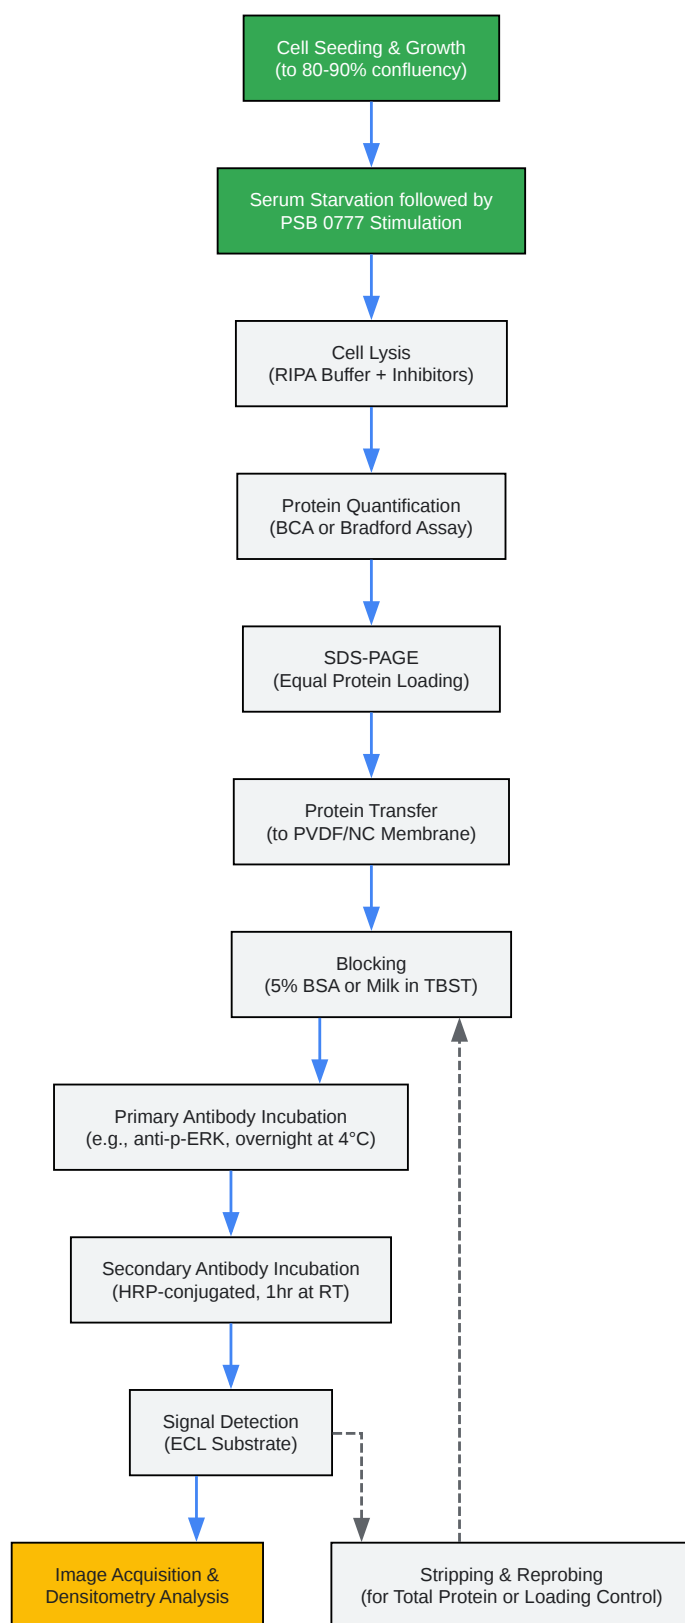 Cell Seeding & Growth
(to 80-90% confluency)
Serum Starvation followed by
PSB 0777 Stimulation
Cell Lysis
(RIPA Buffer + Inhibitors)
Protein Quantification
(BCA or Bradford Assay)
SDS-PAGE
(Equal Protein Loading)
Protein Transfer
(to PVDF/NC Membrane)
Blocking
(5% BSA or Milk in TBST)
Primary Antibody Incubation
(e.g., anti-p-ERK, overnight at 4°C)
Secondary Antibody Incubation
(HRP-conjugated, 1hr at RT)
Signal Detection
(ECL Substrate)
Image Acquisition &
Densitometry Analysis
Stripping & Reprobing
(for Total Protein or Loading Control)